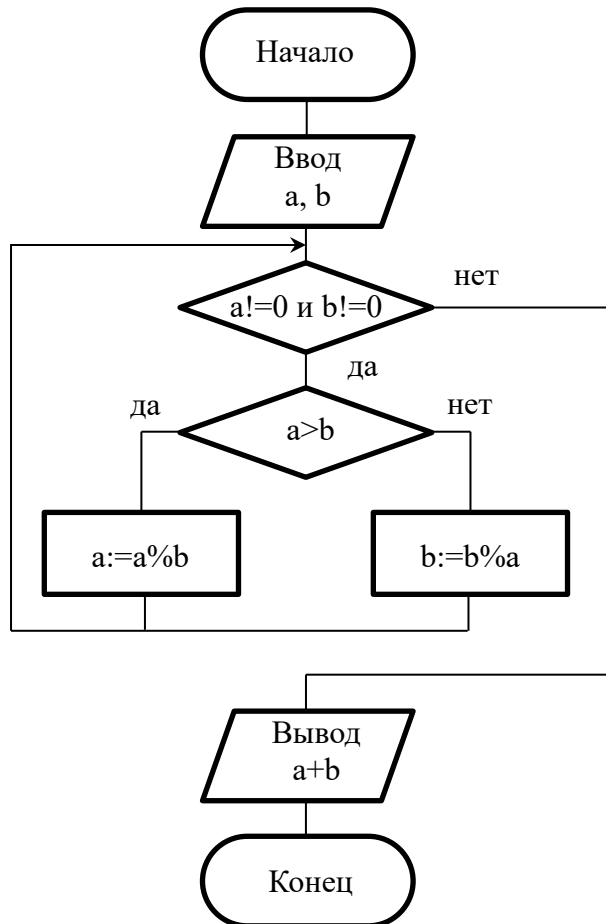 Начало
Ввод
a, b
a!=0 и b!=0
нет
да
да
a>b
нет
a:=a%b
b:=b%a
Вывод
a+b
Конец